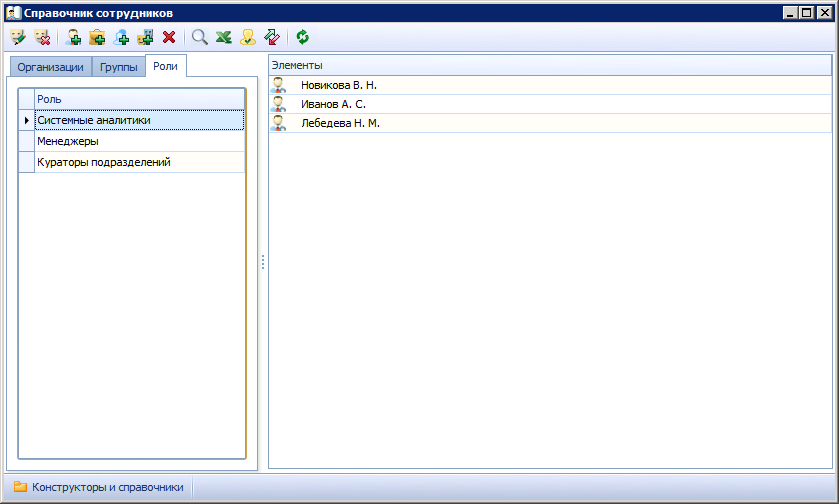 Справочник сотрудников
Организации Группы Роли
Роль
Системные аналитики
Менеджеры
Кураторы подразделений
Элементы
Новикова В. Н.
Иванов А. С.
Лебедева Н. М.
Конструкторы и справочники